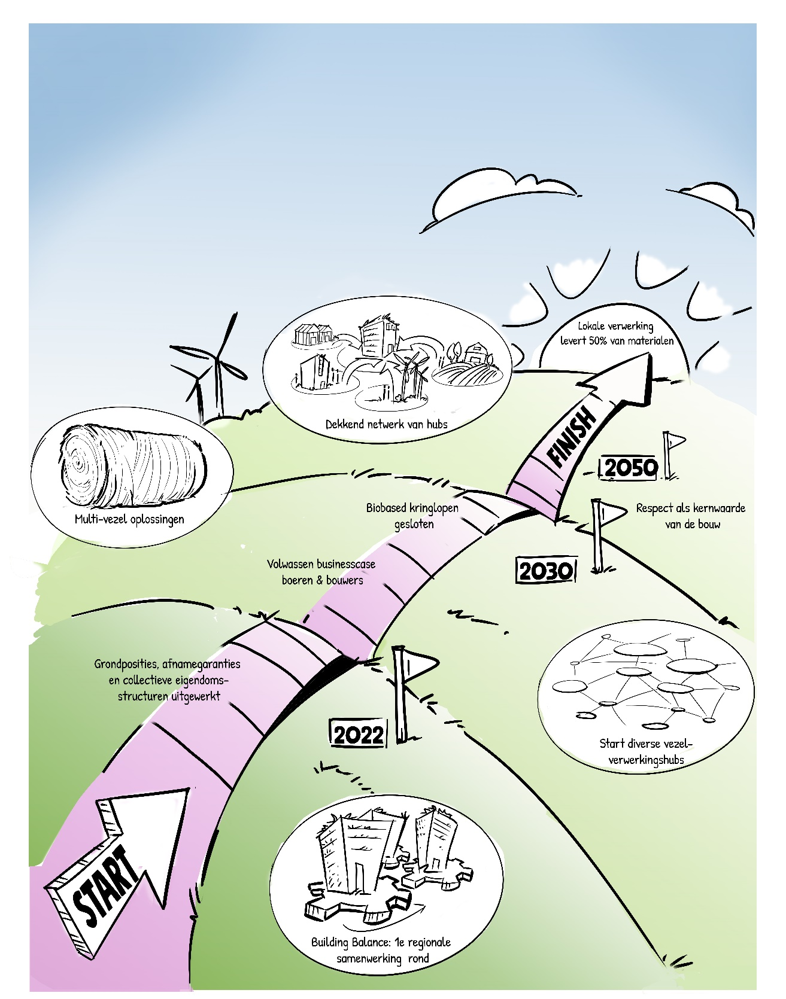 Lokale verwerking
levert 50% van materialen
Dekkend netwerk van hubs
FINISH
2050
Multi-vezel oplossingen
Biobased kringlopen
gesloten
Respect als kernwaarde
van de bouw
Volwassen businesscase
boeren & bouwers
2030
Grondposities, afnamegaranties
en collectieve eigendoms-
structuren uitgewerkt
2022
Start diverse vezel-
verwerkingshubs
START
Building Balance: 1e regionale
samenwerking rond